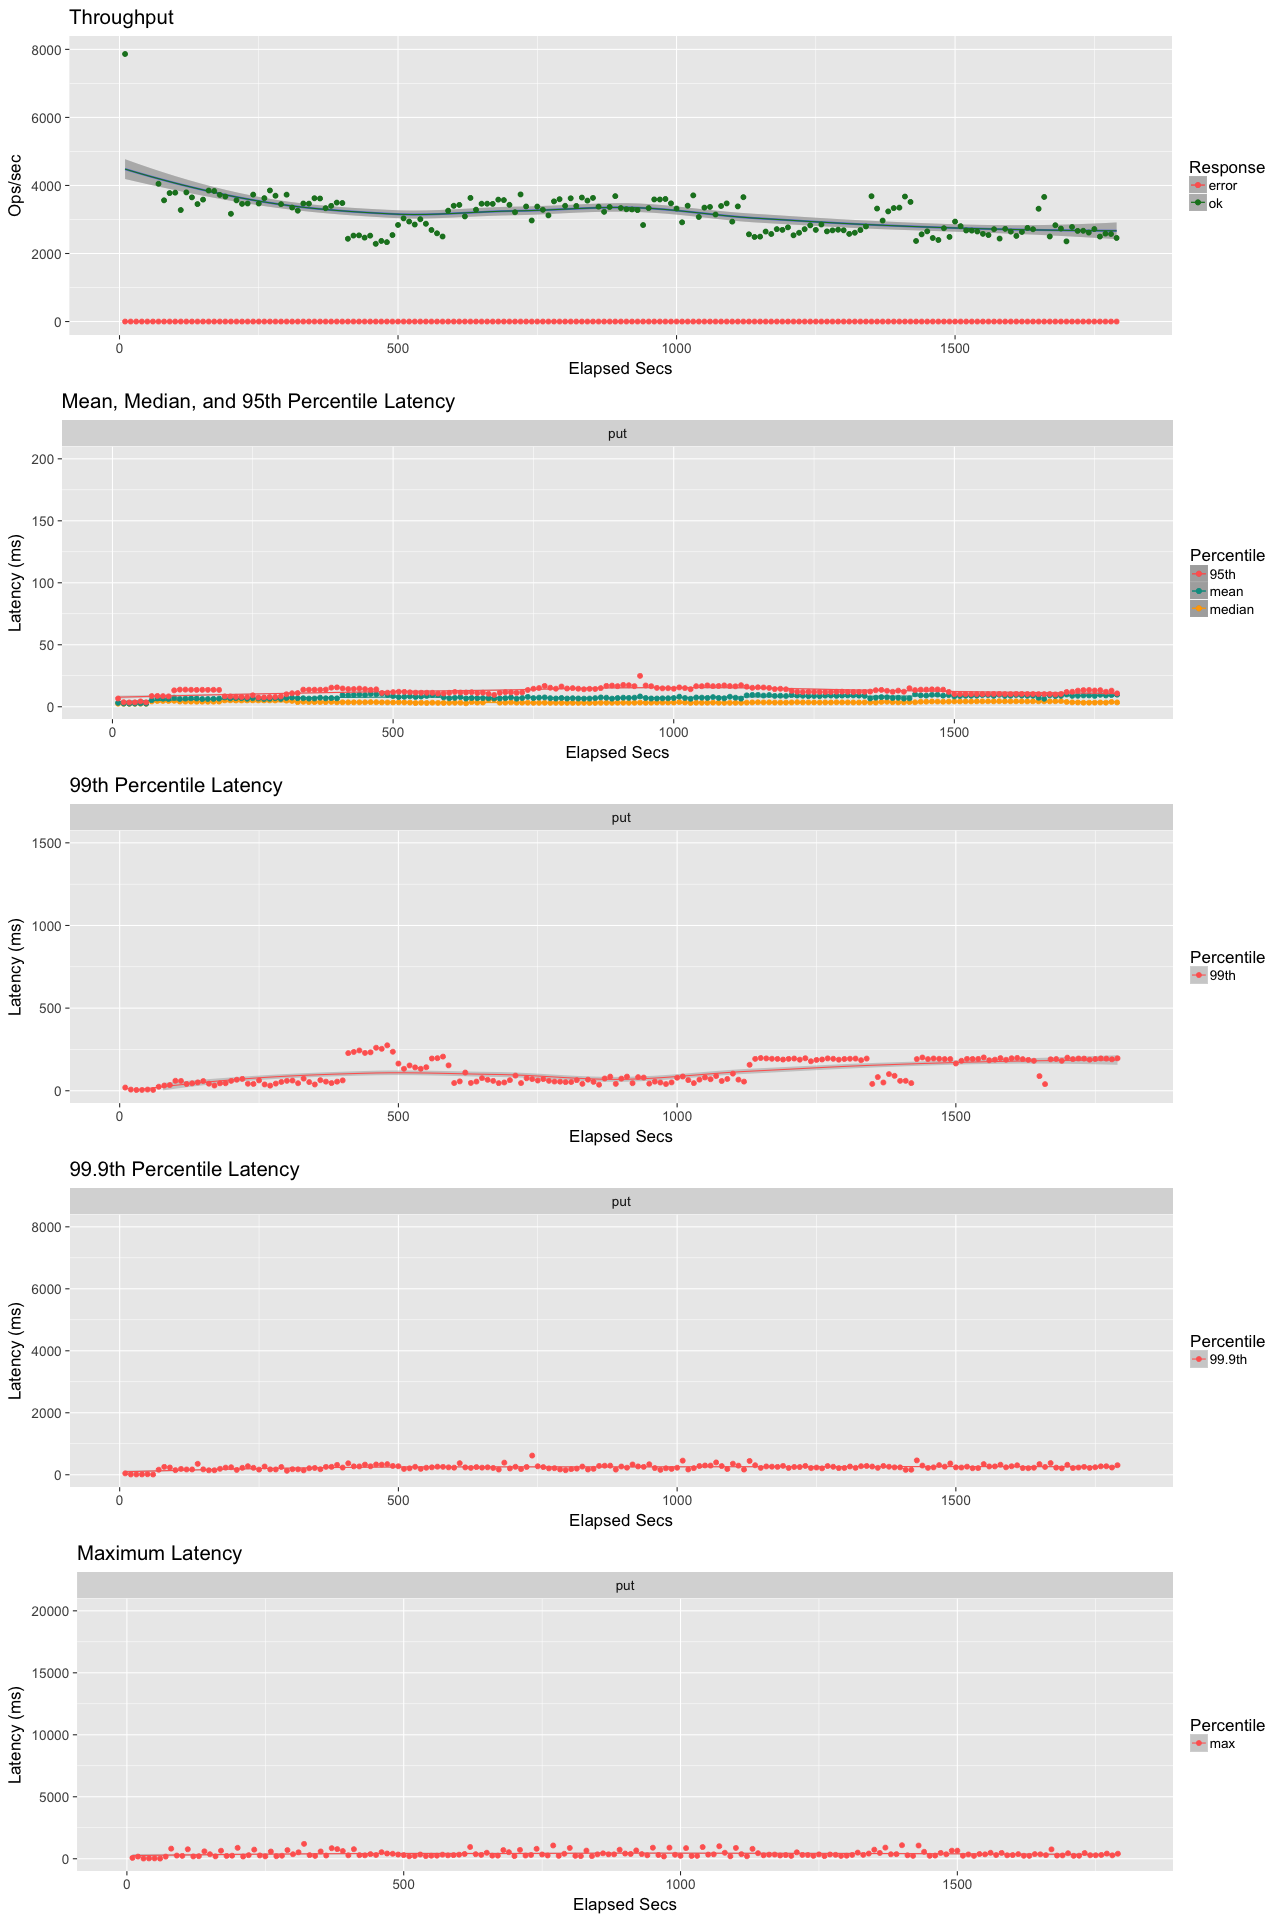 Throughput
8000
6000
4000
2000
0
Ops/sec
0 500 1000 1500
Elapsed Secs
Response
error
ok
Mean, Median, and 95th Percentile Latency
put
200
150
100
50
0
Latency (ms)
0 500 1000 1500
Elapsed Secs
Percentile
95th
mean
median
99th Percentile Latency
put
1500
1000
500
0
Latency (ms)
0 500 1000 1500
Elapsed Secs
Percentile
99th
99.9th Percentile Latency
put
8000
6000
4000
2000
0
Latency (ms)
0 500 1000 1500
Elapsed Secs
Percentile
99.9th
Maximum Latency
put
20000
15000
10000
5000
0
Latency (ms)
0 500 1000 1500
Elapsed Secs
Percentile
max